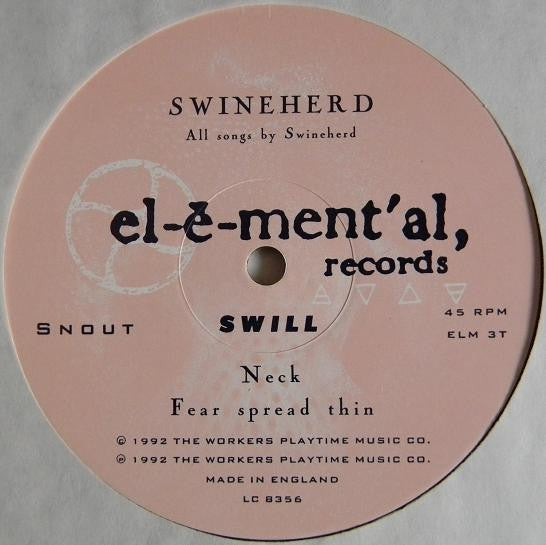 SWINEHERD
All songs by Swineherd
el-ĕ-ment'al,
records
SNOUT
SWILL
45 RPM
ELM 3T
Neck
Fear spread thin
© 1992 THE WORKERS PLAYTIME MUSIC CO.
℗ 1992 THE WORKERS PLAYTIME MUSIC CO.
MADE IN ENGLAND
LC 8356